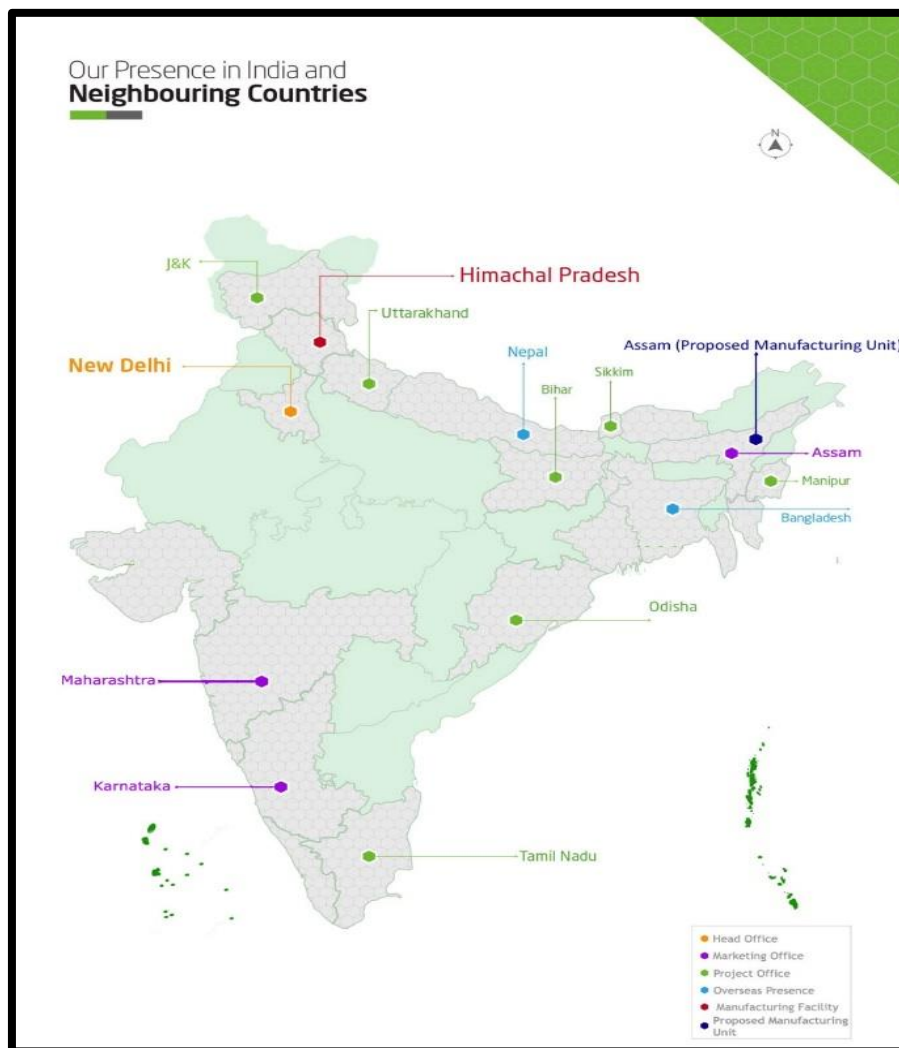 Our Presence in India and
Neighbouring Countries
N
J&K
Himachal Pradesh
Uttarakhand
New Delhi
Nepal
Assam (Proposed Manufacturing Unit)
Bihar
Sikkim
Assam
Manipur
Bangladesh
Odisha
Maharashtra
Karnataka
Tamil Nadu
Head Office
Marketing Office
Project Office
Overseas Presence
Manufacturing Facility
Proposed Manufacturing
Unit